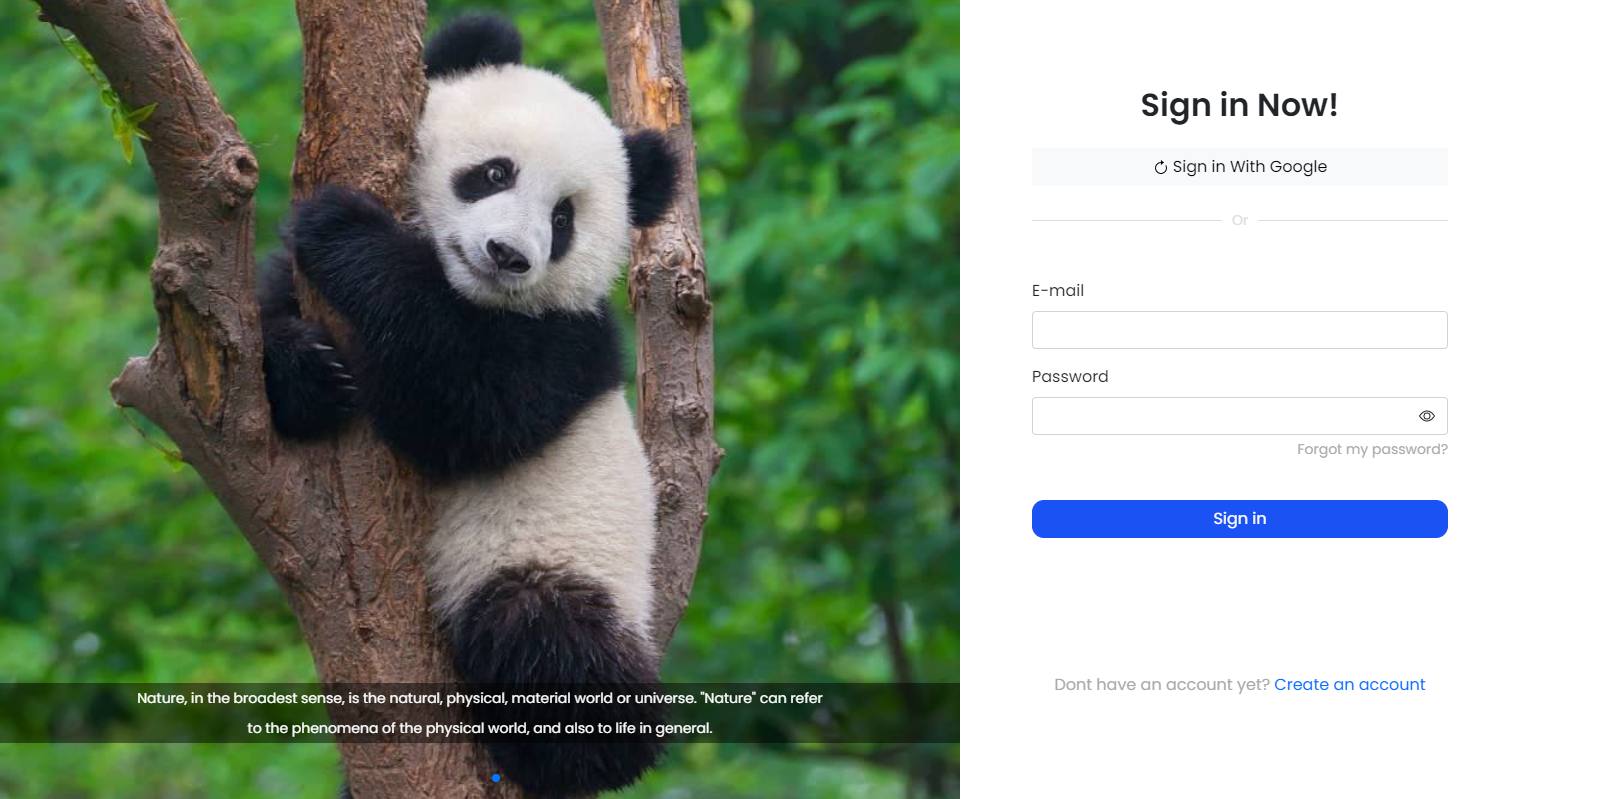 Sign in Now!
Sign in With Google
Or
E-mail
Password
Forgot my password?
Sign in
Dont have an account yet? Create an account
Nature, in the broadest sense, is the natural, physical, material world or universe. "Nature" can refer
to the phenomena of the physical world, and also to life in general.